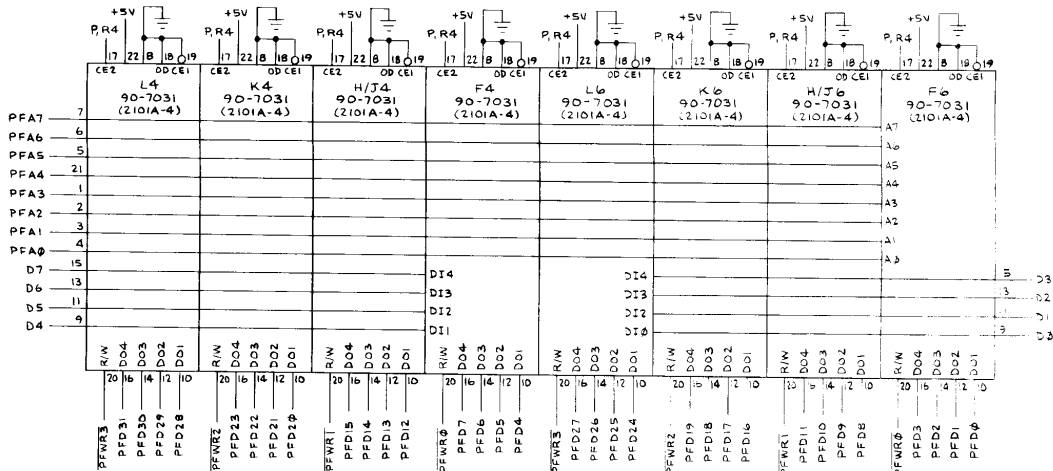 +5V +5V +5V +5V +5V +5V +5V +5V
P,R4 P,R4 P,R4 P,R4 P,R4 P,R4 P,R4 P,R4
17 22 8 18 19 17 22 8 18 19 17 22 8 18 19 17 22 8 18 19 17 22 8 18 19 17 22 8 18 19 17 22 8 18 19 17 22 8 18 19
CE2 OD CE1 CE2 OD CE1 CE2 OD CE1 CE2 OD CE1 CE2 OD CE1 CE2 OD CE1 CE2 OD CE1 CE2 OD CE1
L4 K4 H/J4 F4 L6 K6 H/J6 F6
90-7031 90-7031 90-7031 90-7031 90-7031 90-7031 90-7031 90-7031
(2101A-4) (2101A-4) (2101A-4) (2101A-4) (2101A-4) (2101A-4) (2101A-4) (2101A-4)
PFA7 7 A7
PFA6 6 A6
PFA5 5 A5
PFA4 21 A4
PFA3 1 A3
PFA2 2 A2
PFA1 3 A1
PFAØ 4 AØ
D7 15 DI4 DI4 D3
D6 13 DI3 DI3 D2
D5 11 DI2 DI2 D1
D4 9 DI1 DIØ 9
R/W DO4 DO3 DO2 DO1 R/W DO4 DO3 DO2 DO1 R/W DO4 DO3 DO2 DO1 R/W DO4 DO3 DO2 DO1 R/W DO4 DO3 DO2 DO1 R/W DO4 DO3 DO2 DO1 R/W DO4 DO3 DO2 DO1 R/W DO4 DO3 DO2 DO1
20 16 14 12 10 20 16 14 12 10 20 16 14 12 10 20 16 14 12 10 20 16 14 12 10 20 16 14 12 10 20 16 14 12 10 20 16 14 12 10
PFWR3 PFD31 PFD30 PFD29 PFD28 PFWR2 PFD23 PFD22 PFD21 PFD2Ø PFWR1 PFD15 PFD14 PFD13 PFD12 PFWRØ PFD7 PFD6 PFD5 PFD4 PFWR3 PFD27 PFD26 PFD25 PFD24 PFWR2 PFD19 PFD18 PFD17 PFD16 PFWR1 PFD11 PFD10 PFD9 PFD8 PFWRØ PFD3 PFD2 PFD1 PFDØ